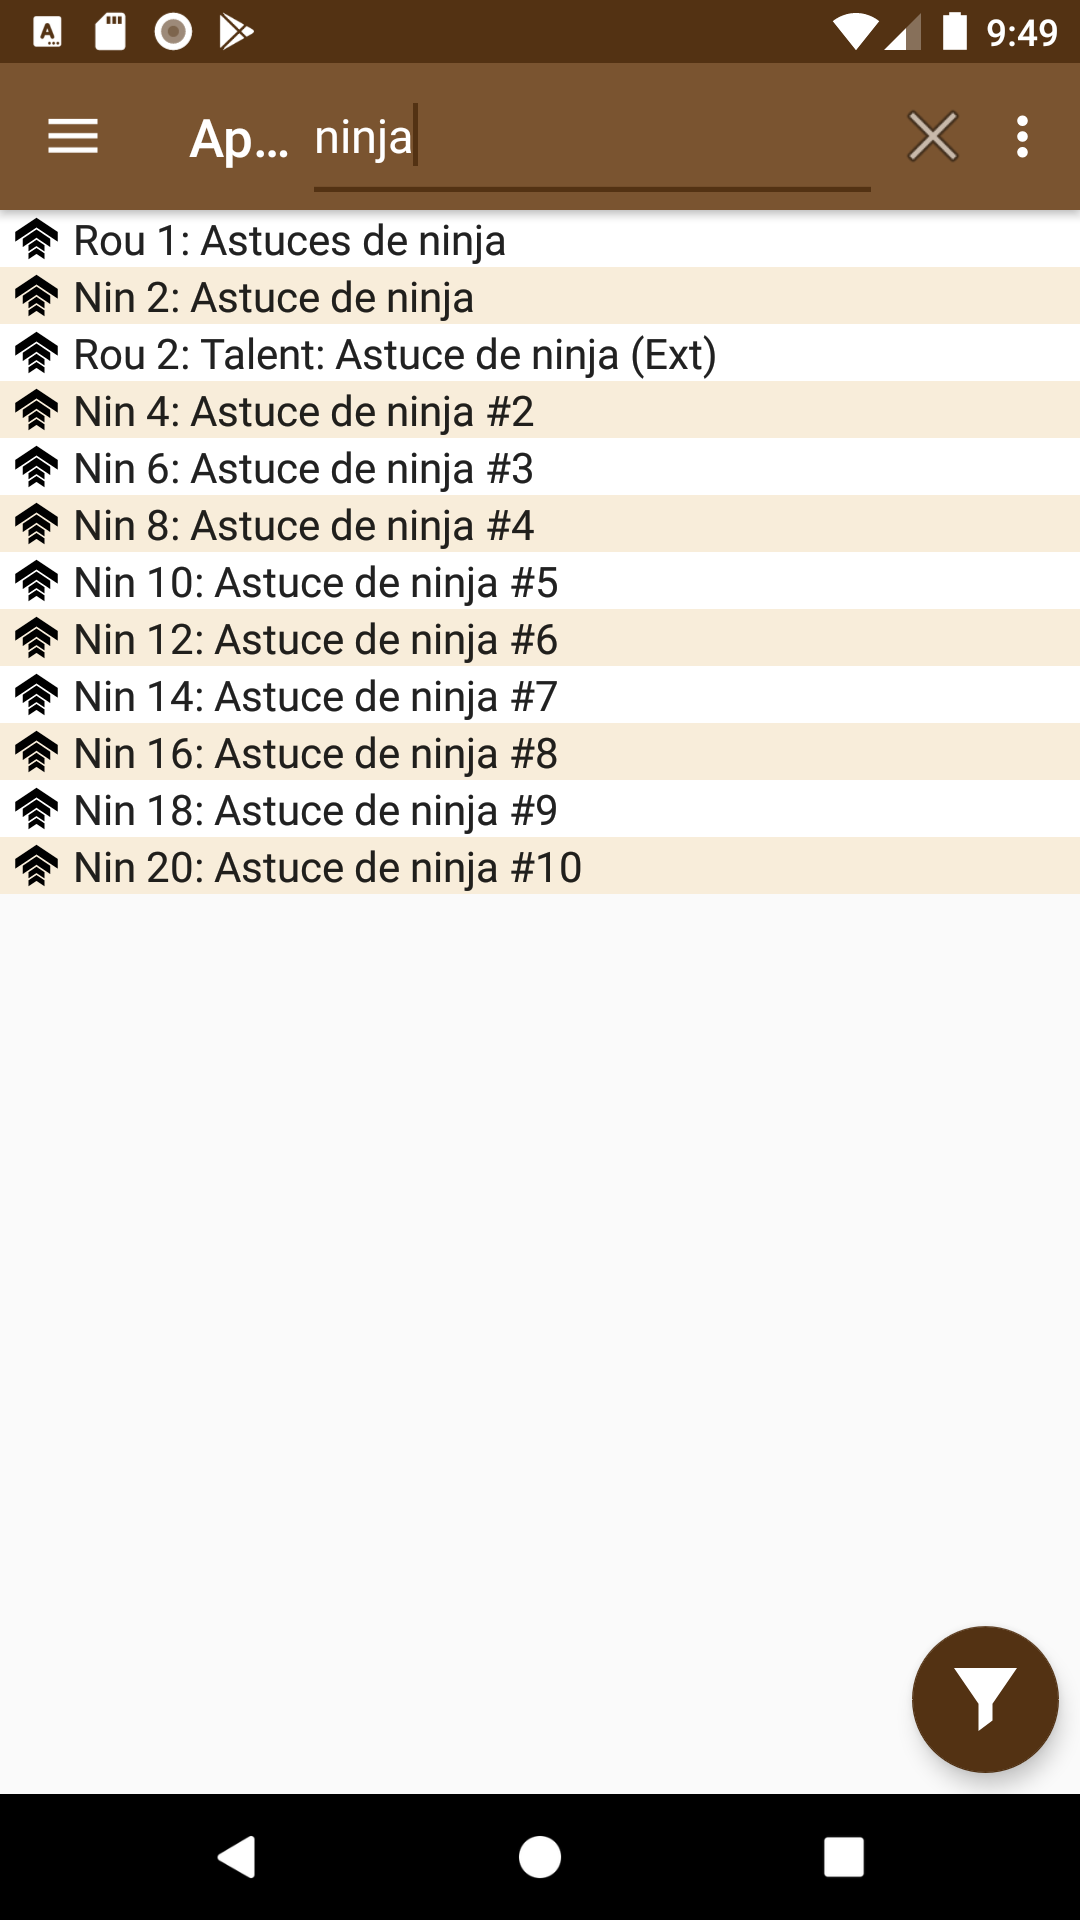 9:49
Ap... ninja
Rou 1: Astuces de ninja
Nin 2: Astuce de ninja
Rou 2: Talent: Astuce de ninja (Ext)
Nin 4: Astuce de ninja #2
Nin 6: Astuce de ninja #3
Nin 8: Astuce de ninja #4
Nin 10: Astuce de ninja #5
Nin 12: Astuce de ninja #6
Nin 14: Astuce de ninja #7
Nin 16: Astuce de ninja #8
Nin 18: Astuce de ninja #9
Nin 20: Astuce de ninja #10